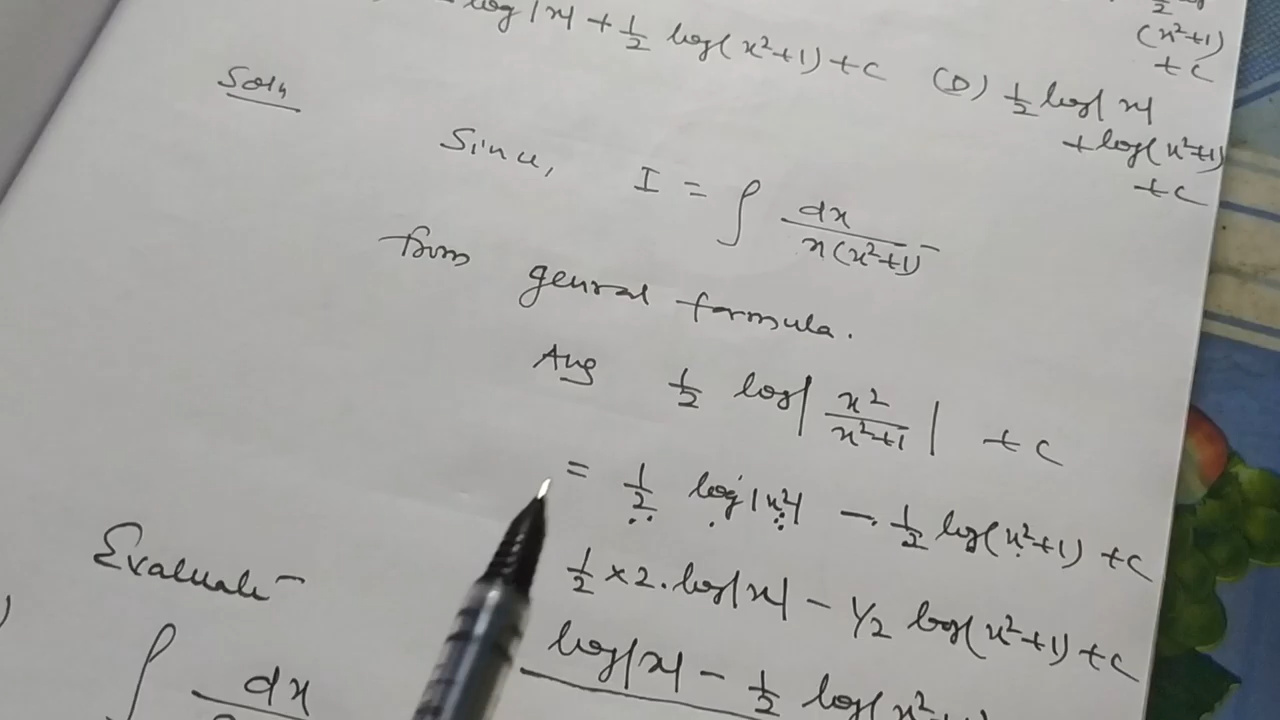 log|x| + 1/2 log(x²+1) + c
(x²+1)
+ c
(D) 1/2 log|x|
+ log(x²+1)
+ c
Soln
Since, I = ∫ dx / x(x²+1)
from general formula.
Ans 1/2 log| x² / x²+1 | + c
= 1/2 log|x²| - 1/2 log(x²+1) + c
1/2 × 2 . log|x| - 1/2 log(x²+1) + c
log|x| - 1/2 log(x²
Evaluate
∫ dx